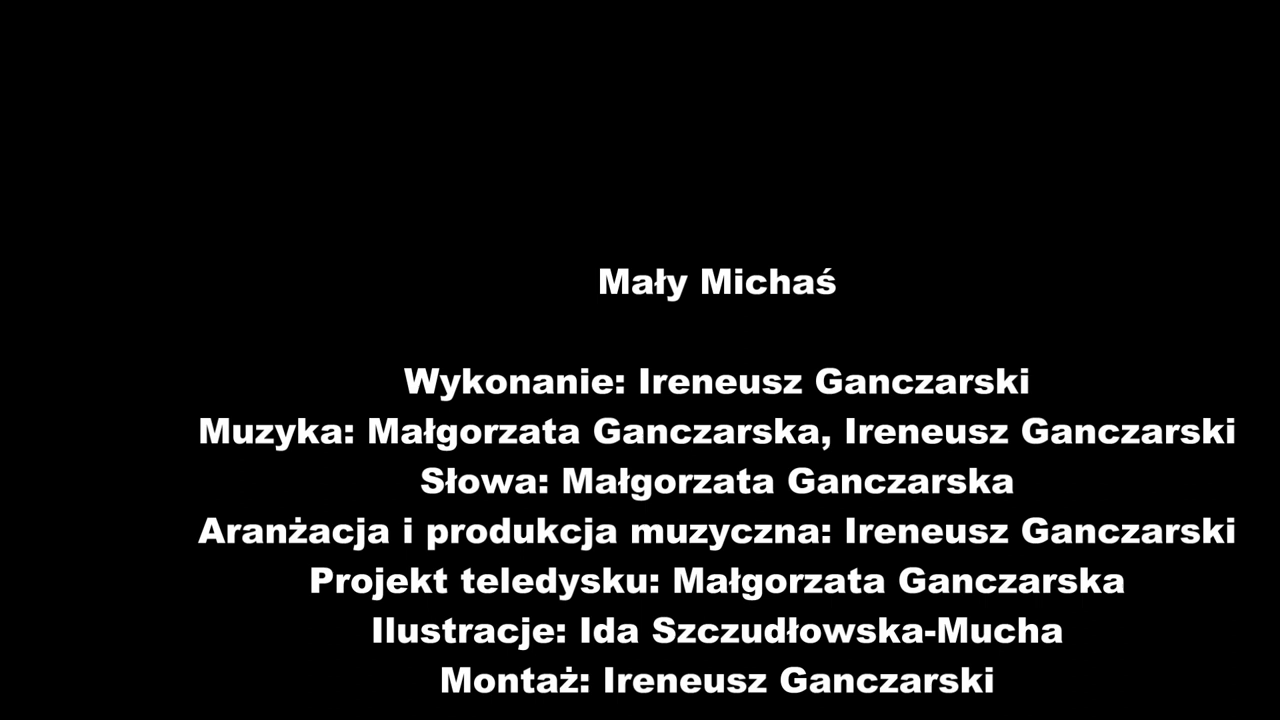 Mały Michaś
Wykonanie: Ireneusz Ganczarski
Muzyka: Małgorzata Ganczarska, Ireneusz Ganczarski
Słowa: Małgorzata Ganczarska
Aranżacja i produkcja muzyczna: Ireneusz Ganczarski
Projekt teledysku: Małgorzata Ganczarska
Ilustracje: Ida Szczudłowska-Mucha
Montaż: Ireneusz Ganczarski